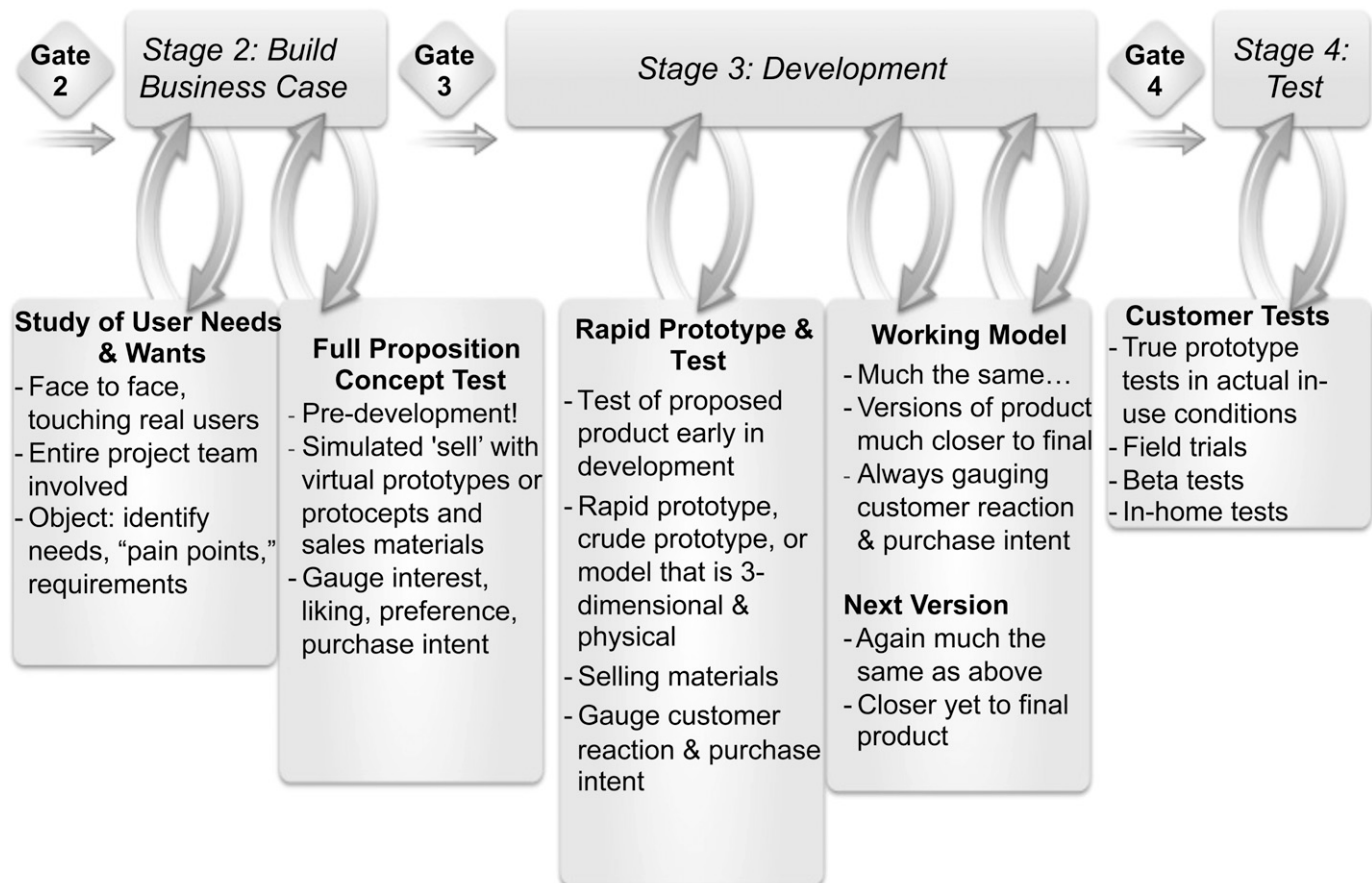 Gate
2
Stage 2: Build
Business Case
Gate
3
Stage 3: Development
Gate
4
Stage 4:
Test
Study of User Needs
& Wants
- Face to face,
touching real users
- Entire project team
involved
- Object: identify
needs, “pain points,”
requirements
Full Proposition
Concept Test
- Pre-development!
- Simulated 'sell’ with
virtual prototypes or
protocepts and
sales materials
- Gauge interest,
liking, preference,
purchase intent
Rapid Prototype &
Test
- Test of proposed
product early in
development
- Rapid prototype,
crude prototype, or
model that is 3-
dimensional &
physical
- Selling materials
- Gauge customer
reaction & purchase
intent
Working Model
- Much the same…
- Versions of product
much closer to final
- Always gauging
customer reaction
& purchase intent
Next Version
- Again much the
same as above
- Closer yet to final
product
Customer Tests
- True prototype
tests in actual in-
use conditions
- Field trials
- Beta tests
- In-home tests